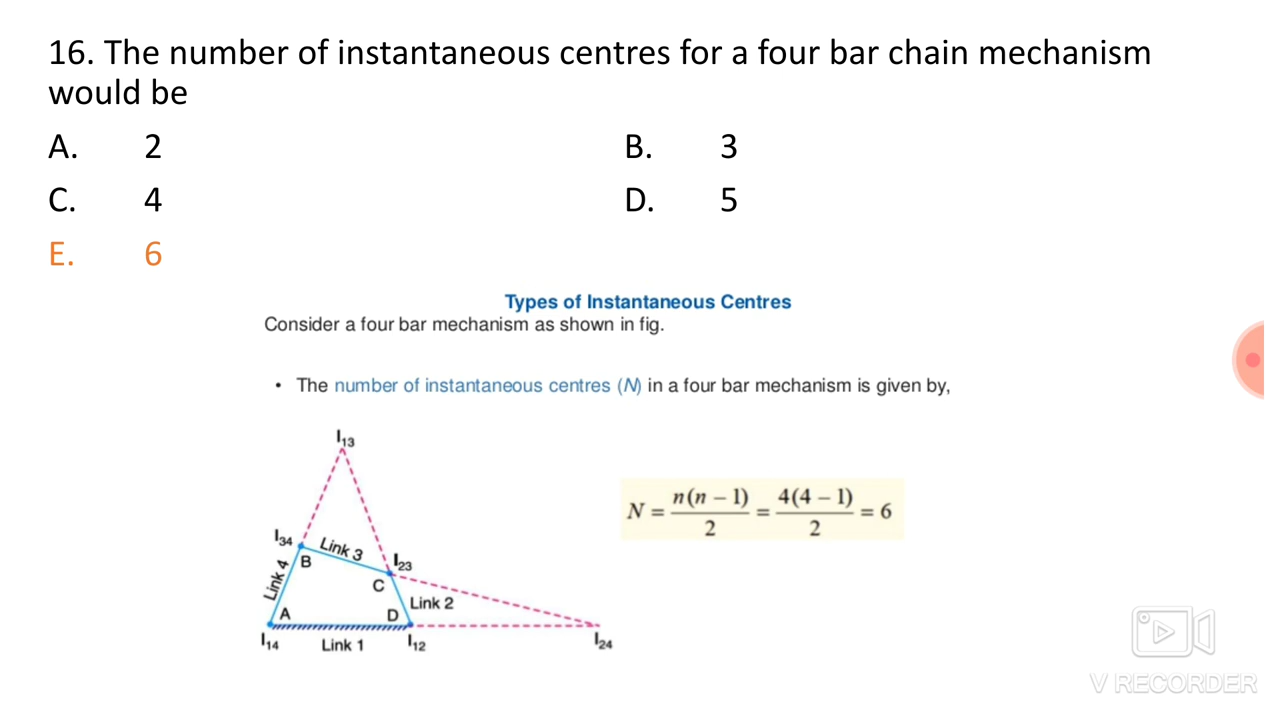 16. The number of instantaneous centres for a four bar chain mechanism
would be
A. 2 B. 3
C. 4 D. 5
E. 6
Types of Instantaneous Centres
Consider a four bar mechanism as shown in fig.
• The number of instantaneous centres (N) in a four bar mechanism is given by,
I13
N = n(n – 1)/2 = 4(4 – 1)/2 = 6
I34 Link 3 I23
B
Link 4 C
Link 2
A D
I14 Link 1 I12 I24
V RECORDER